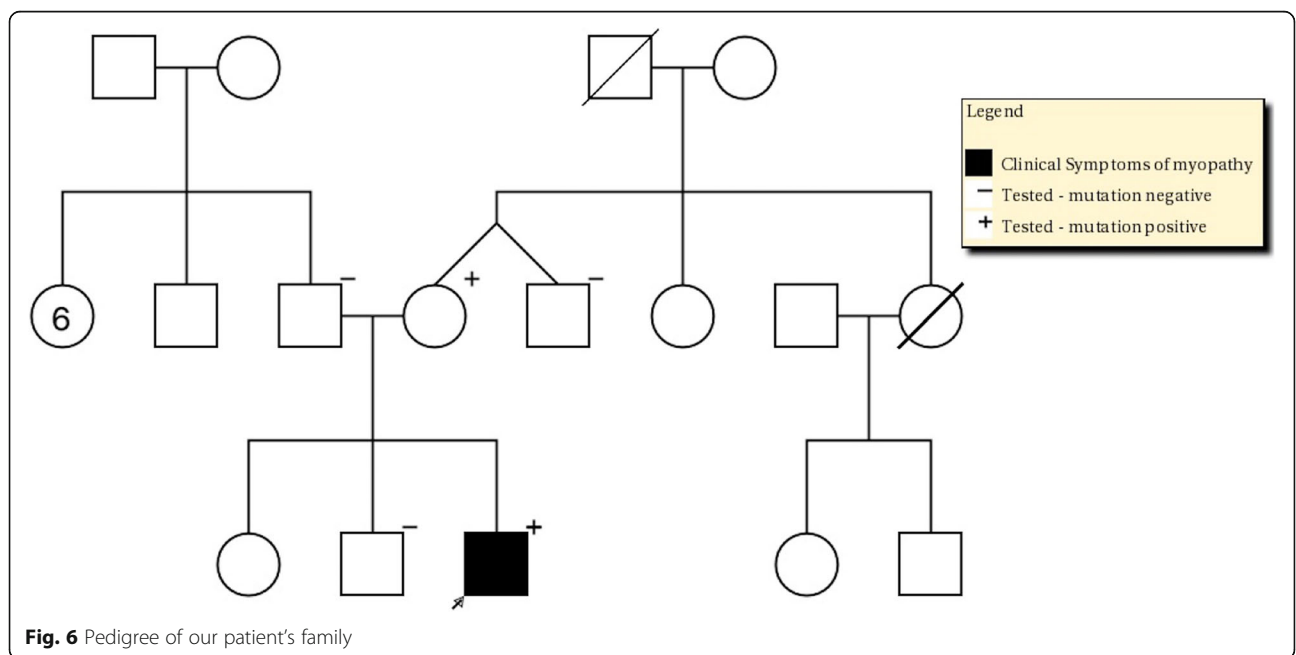 Legend
Clinical Symptoms of myopathy
− Tested - mutation negative
+ Tested - mutation positive
−
+
−
6
−
+
Fig. 6 Pedigree of our patient’s family